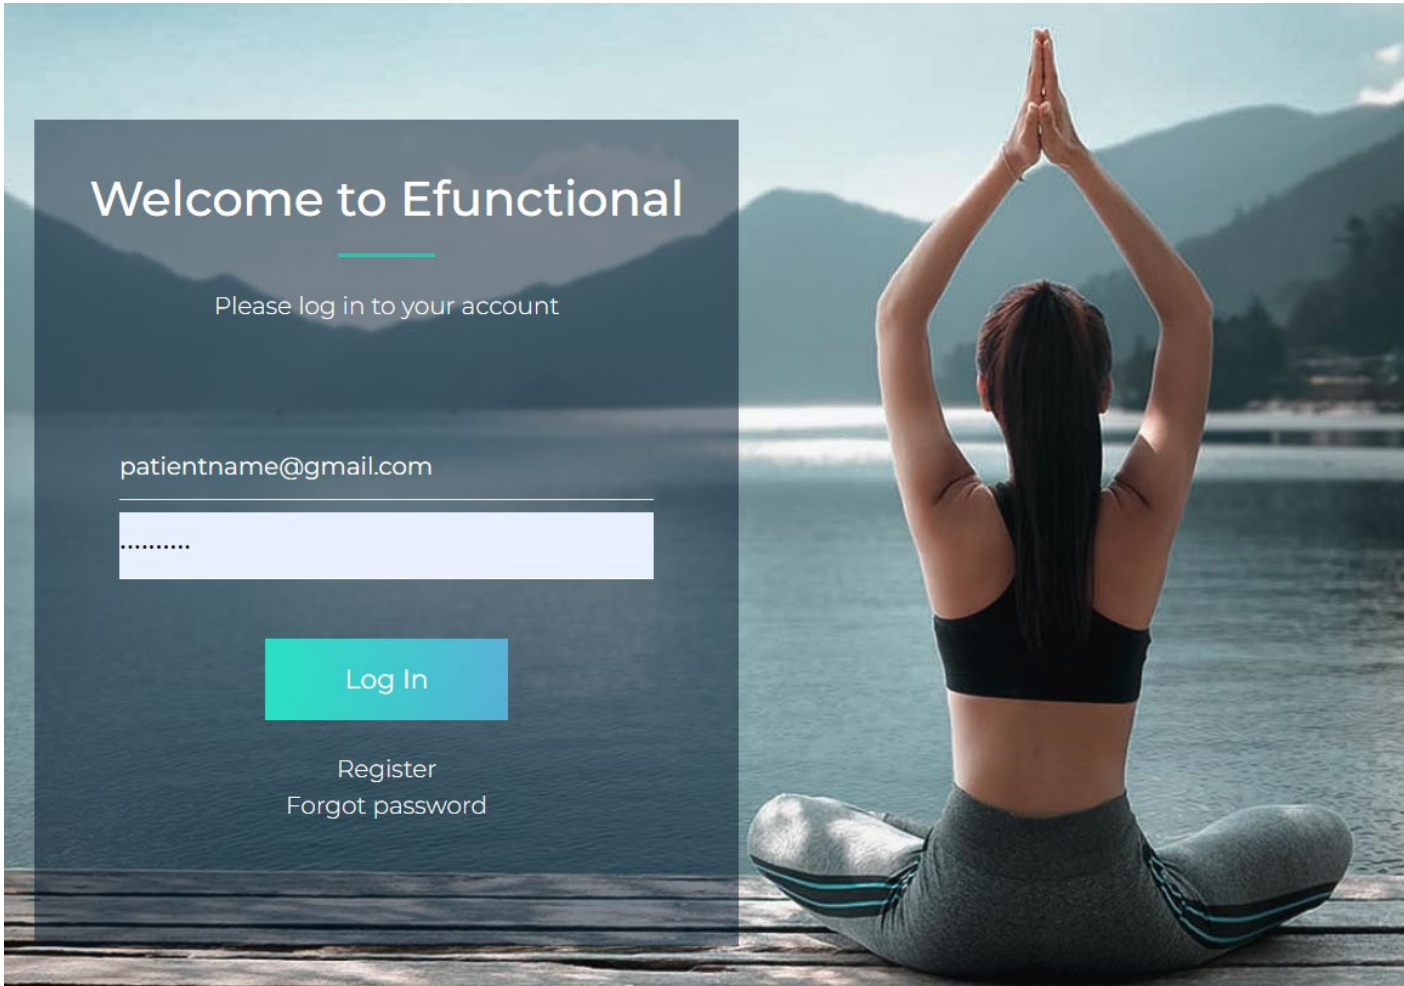 Welcome to Efunctional
Please log in to your account
patientname@gmail.com
..........
Log In
Register
Forgot password